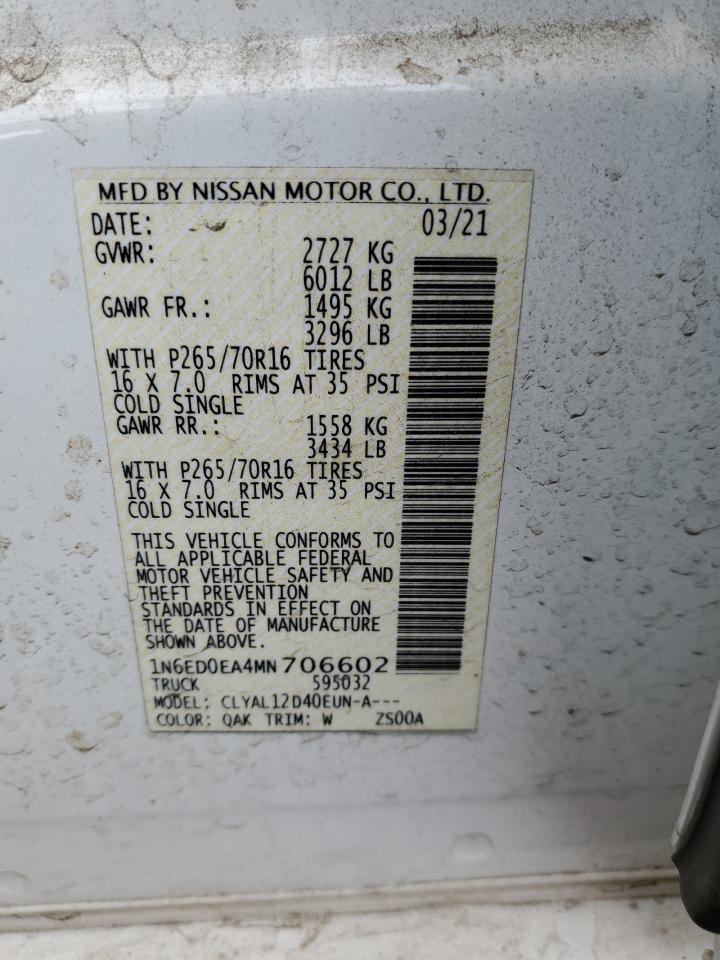 MFD BY NISSAN MOTOR CO., LTD.
DATE: 03/21
GVWR: 2727 KG
6012 LB
GAWR FR.: 1495 KG
3296 LB
WITH P265/70R16 TIRES
16 X 7.0 RIMS AT 35 PSI
COLD SINGLE
GAWR RR.: 1558 KG
3434 LB
WITH P265/70R16 TIRES
16 X 7.0 RIMS AT 35 PSI
COLD SINGLE
THIS VEHICLE CONFORMS TO
ALL APPLICABLE FEDERAL
MOTOR VEHICLE SAFETY AND
THEFT PREVENTION
STANDARDS IN EFFECT ON
THE DATE OF MANUFACTURE
SHOWN ABOVE.
1N6ED0EA4MN706602
TRUCK 595032
MODEL: CLYAL12D40EUN-A---
COLOR: QAK TRIM: W ZS00A